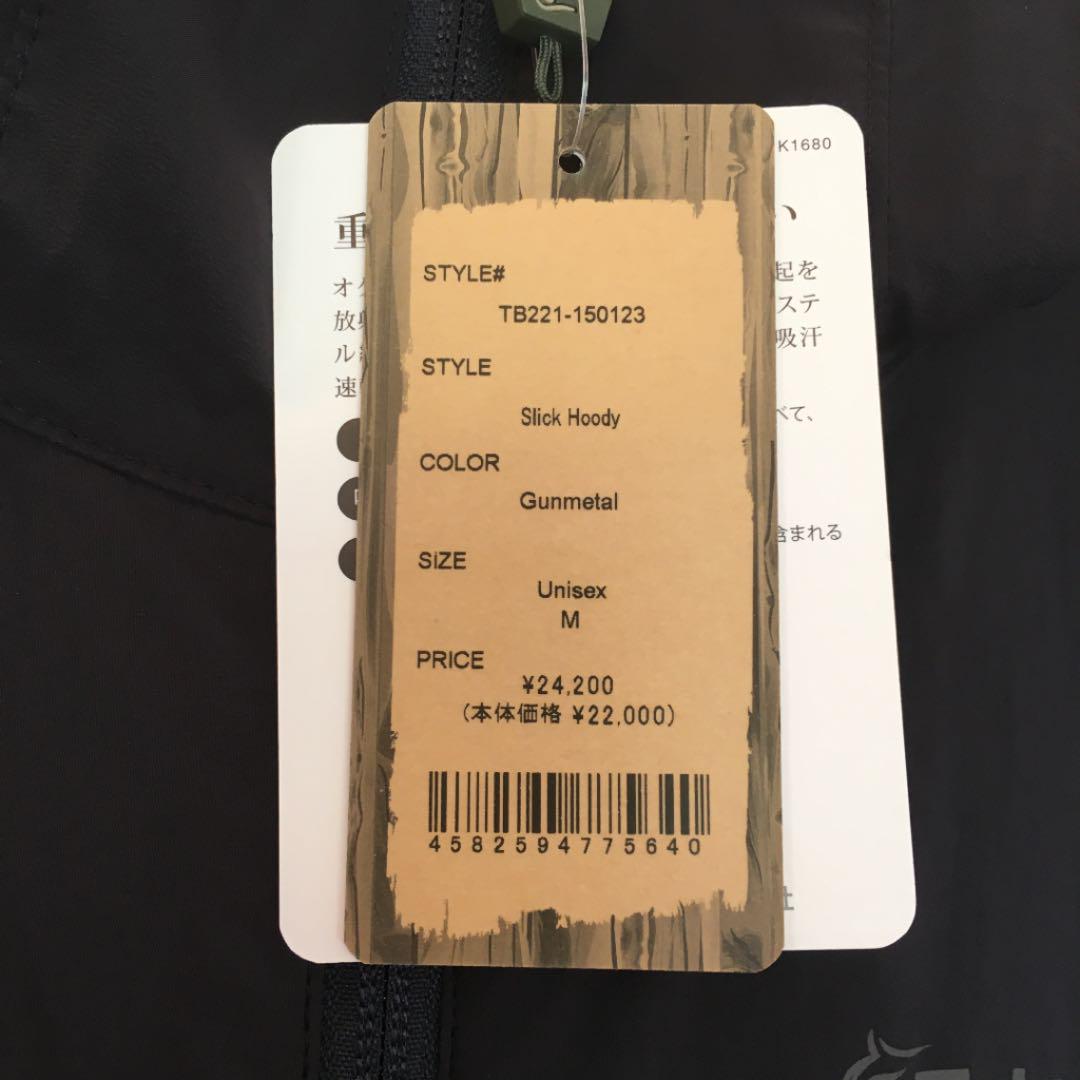 K1680
重 い
オク 起を
放 ステ
ル 吸汗
速
べて、
含まれる
社
STYLE#
TB221-150123
STYLE
Slick Hoody
COLOR
Gunmetal
SIZE
Unisex
M
PRICE
¥24,200
(本体価格 ¥22,000)
4582594775640